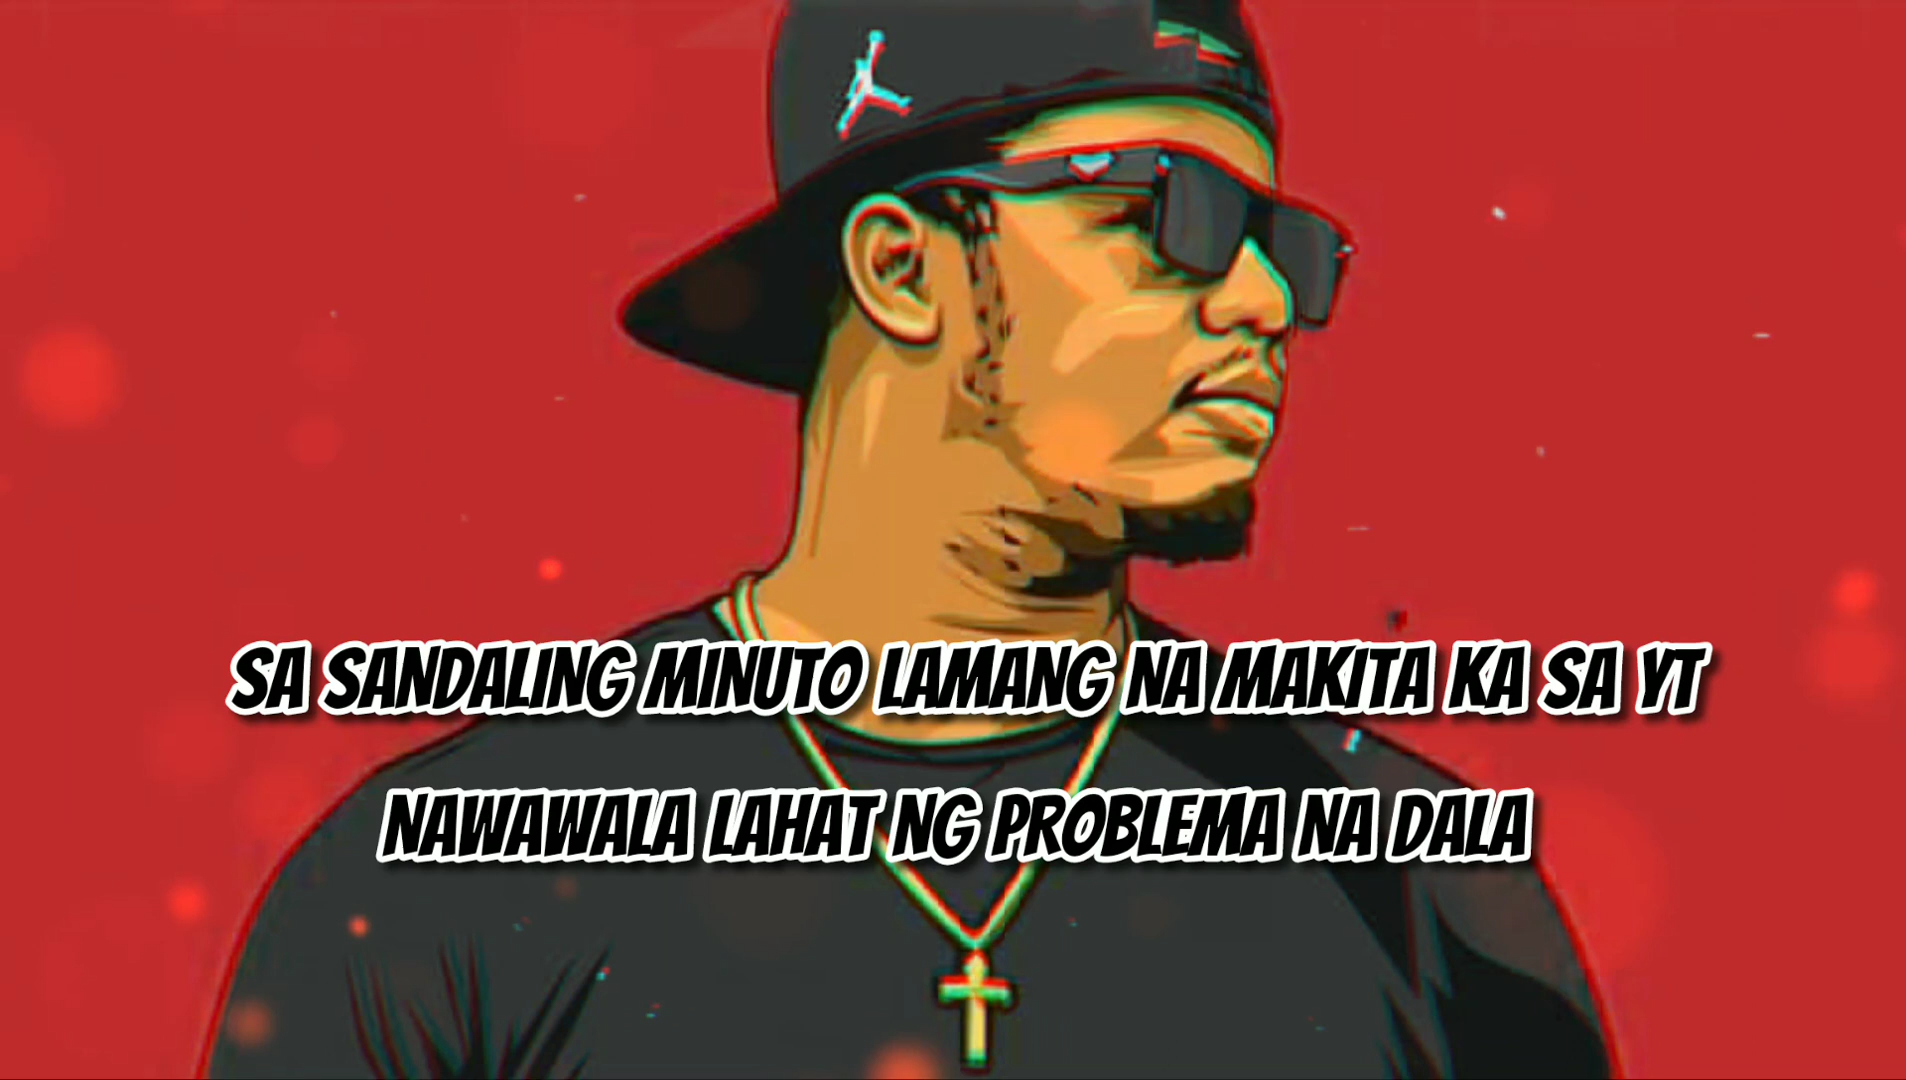 SA SANDALING MINUTO LAMANG NA MAKITA KA SA YT
NAWAWALA LAHAT NG PROBLEMA NA DALA